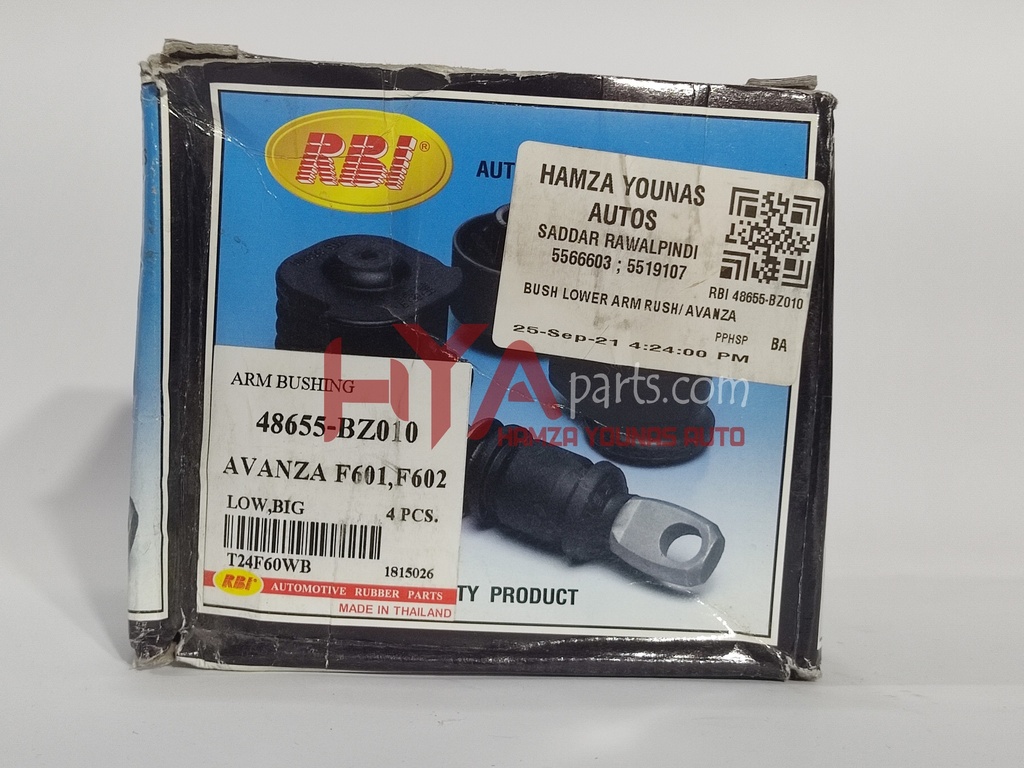 RBI®
AUT
HAMZA YOUNAS
AUTOS
SADDAR RAWALPINDI
5566603 ; 5519107
RBI 48655-BZ010
BUSH LOWER ARM RUSH/ AVANZA
PPHSP BA
25-Sep-21 4:24:00 PM
HYAparts.com
HAMZA YOUNAS AUTO
ARM BUSHING
48655-BZ010
AVANZA F601,F602
LOW,BIG 4 PCS.
T24F60WB 1815026
RBI® AUTOMOTIVE RUBBER PARTS
MADE IN THAILAND
TY PRODUCT